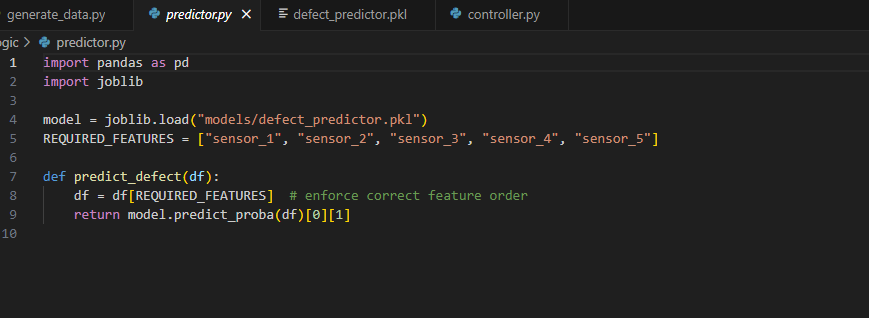 generate_data.py predictor.py × defect_predictor.pkl controller.py
ogic > predictor.py
1 import pandas as pd
2 import joblib
3
4 model = joblib.load("models/defect_predictor.pkl")
5 REQUIRED_FEATURES = ["sensor_1", "sensor_2", "sensor_3", "sensor_4", "sensor_5"]
6
7 def predict_defect(df):
8     df = df[REQUIRED_FEATURES]  # enforce correct feature order
9     return model.predict_proba(df)[0][1]
10